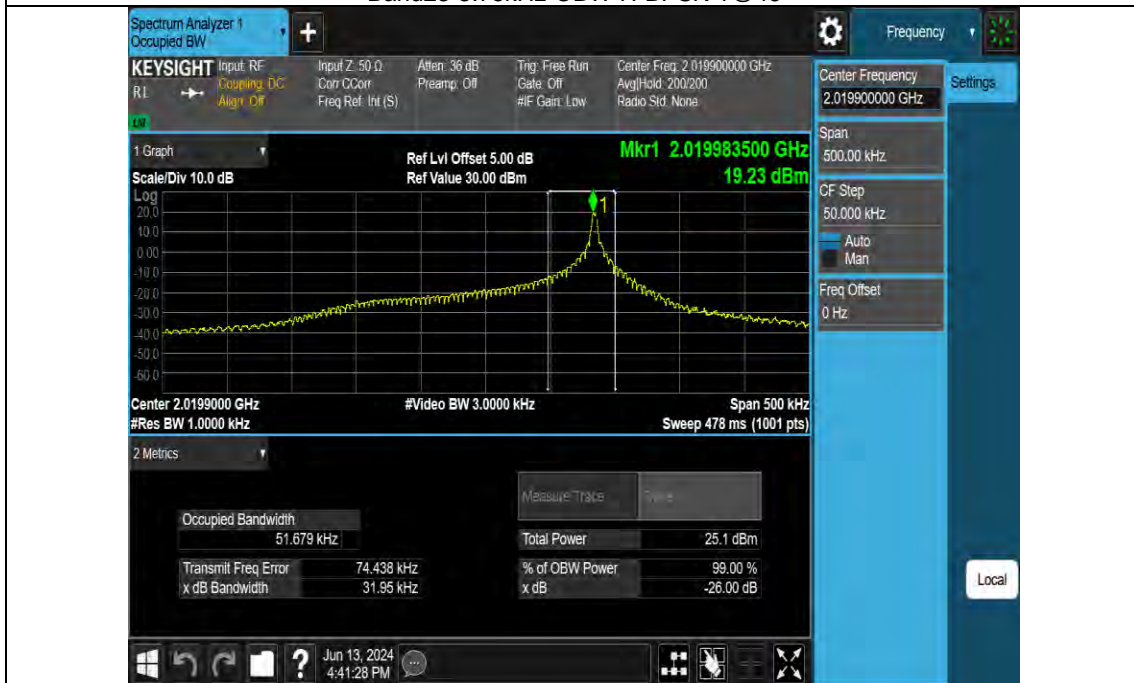 Spectrum Analyzer 1
Occupied BW
+
Frequency
KEYSIGHT
RL
Input: RF
Coupling: DC
Align: Off
Input Z: 50 Ω
Corr CCorr
Freq Ref: Int (S)
Atten: 36 dB
Preamp: Off
Trig: Free Run
Gate: Off
#IF Gain: Low
Center Freq: 2.019900000 GHz
Avg|Hold: 200/200
Radio Std: None
Center Frequency
2.019900000 GHz
Settings
Span
500.00 kHz
CF Step
50.000 kHz
Auto
Man
Freq Offset
0 Hz
1 Graph
Scale/Div 10.0 dB
Ref Lvl Offset 5.00 dB
Ref Value 30.00 dBm
Mkr1 2.019983500 GHz
19.23 dBm
Log
20.0
10.0
0.00
-10.0
-20.0
-30.0
-40.0
-50.0
-60.0
1
Center 2.0199000 GHz
#Video BW 3.0000 kHz
Span 500 kHz
#Res BW 1.0000 kHz
Sweep 478 ms (1001 pts)
2 Metrics
Measure Trace
Occupied Bandwidth
51.679 kHz
Total Power 25.1 dBm
Transmit Freq Error 74.438 kHz
% of OBW Power 99.00 %
x dB Bandwidth 31.95 kHz
x dB -26.00 dB
Local
?
Jun 13, 2024
4:41:28 PM